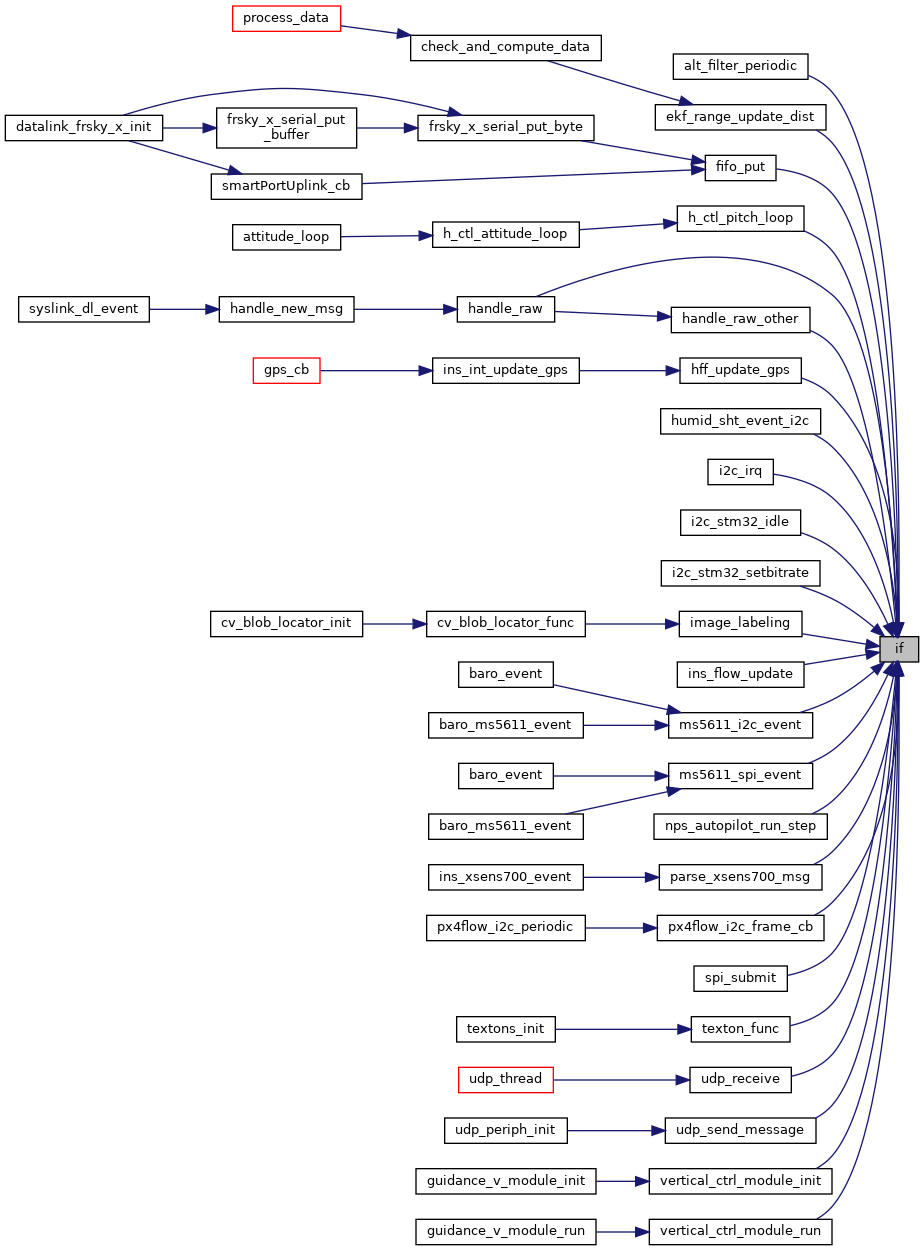 process_data
check_and_compute_data
alt_filter_periodic
ekf_range_update_dist
datalink_frsky_x_init
frsky_x_serial_put
_buffer
frsky_x_serial_put_byte
fifo_put
smartPortUplink_cb
h_ctl_pitch_loop
attitude_loop
h_ctl_attitude_loop
syslink_dl_event
handle_new_msg
handle_raw
handle_raw_other
gps_cb
ins_int_update_gps
hff_update_gps
humid_sht_event_i2c
i2c_irq
i2c_stm32_idle
i2c_stm32_setbitrate
cv_blob_locator_init
cv_blob_locator_func
image_labeling
if
baro_event
ins_flow_update
baro_ms5611_event
ms5611_i2c_event
baro_event
ms5611_spi_event
baro_ms5611_event
nps_autopilot_run_step
ins_xsens700_event
parse_xsens700_msg
px4flow_i2c_periodic
px4flow_i2c_frame_cb
spi_submit
textons_init
texton_func
udp_thread
udp_receive
udp_periph_init
udp_send_message
guidance_v_module_init
vertical_ctrl_module_init
guidance_v_module_run
vertical_ctrl_module_run